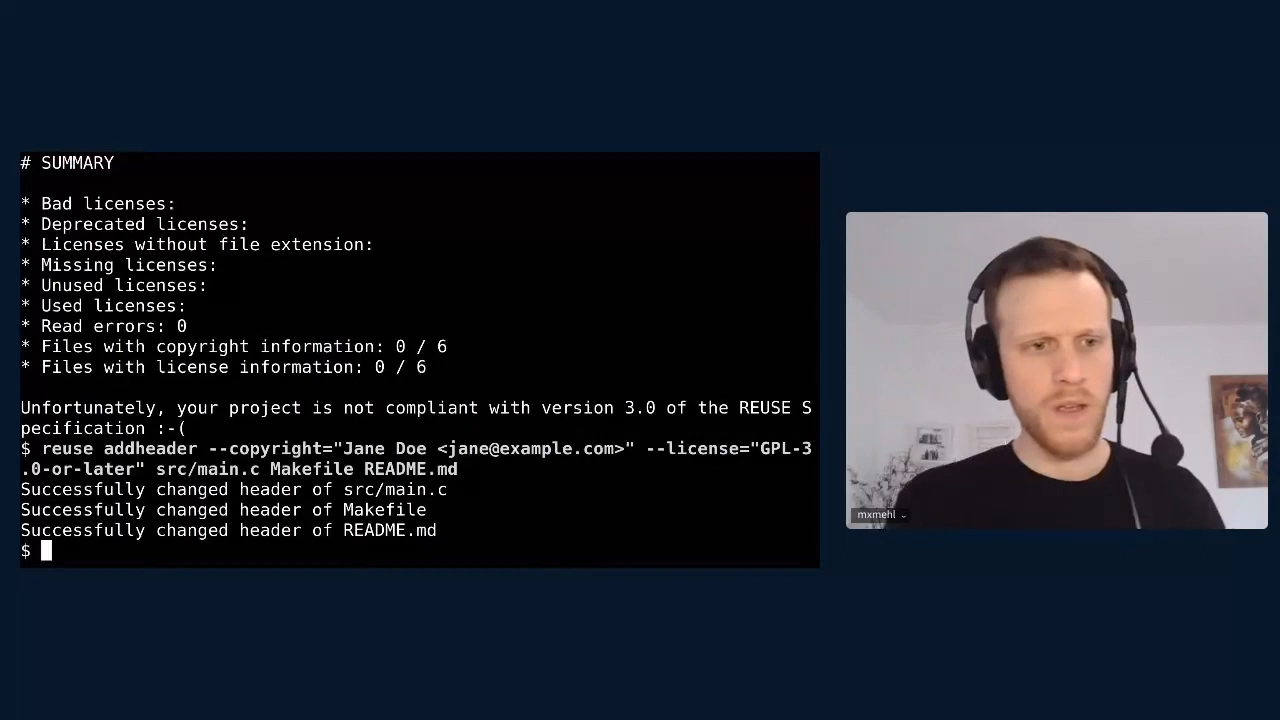 # SUMMARY
* Bad licenses:
* Deprecated licenses:
* Licenses without file extension:
* Missing licenses:
* Unused licenses:
* Used licenses:
* Read errors: 0
* Files with copyright information: 0 / 6
* Files with license information: 0 / 6
Unfortunately, your project is not compliant with version 3.0 of the REUSE S
pecification :-(
$ reuse addheader --copyright="Jane Doe <jane@example.com>" --license="GPL-3
.0-or-later" src/main.c Makefile README.md
Successfully changed header of src/main.c
Successfully changed header of Makefile
Successfully changed header of README.md
$
mxmehl